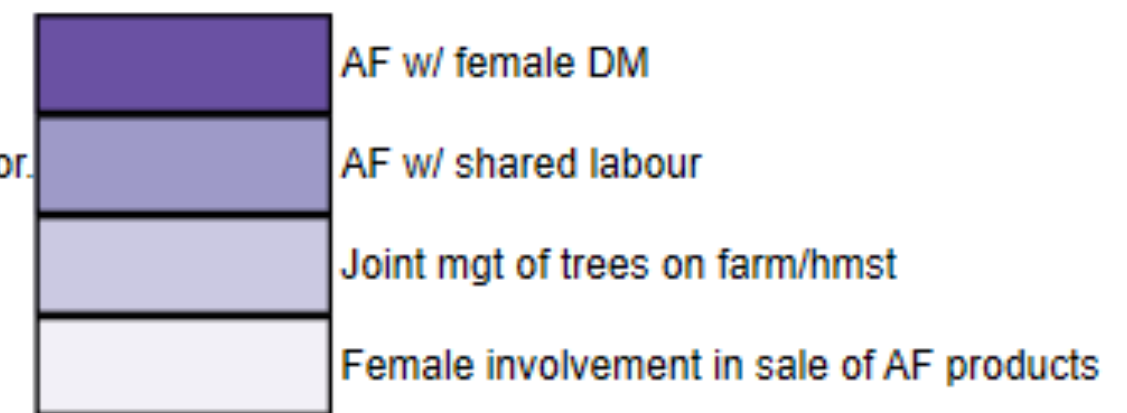 AF w/ female DM
or. AF w/ shared labour
Joint mgt of trees on farm/hmst
Female involvement in sale of AF products